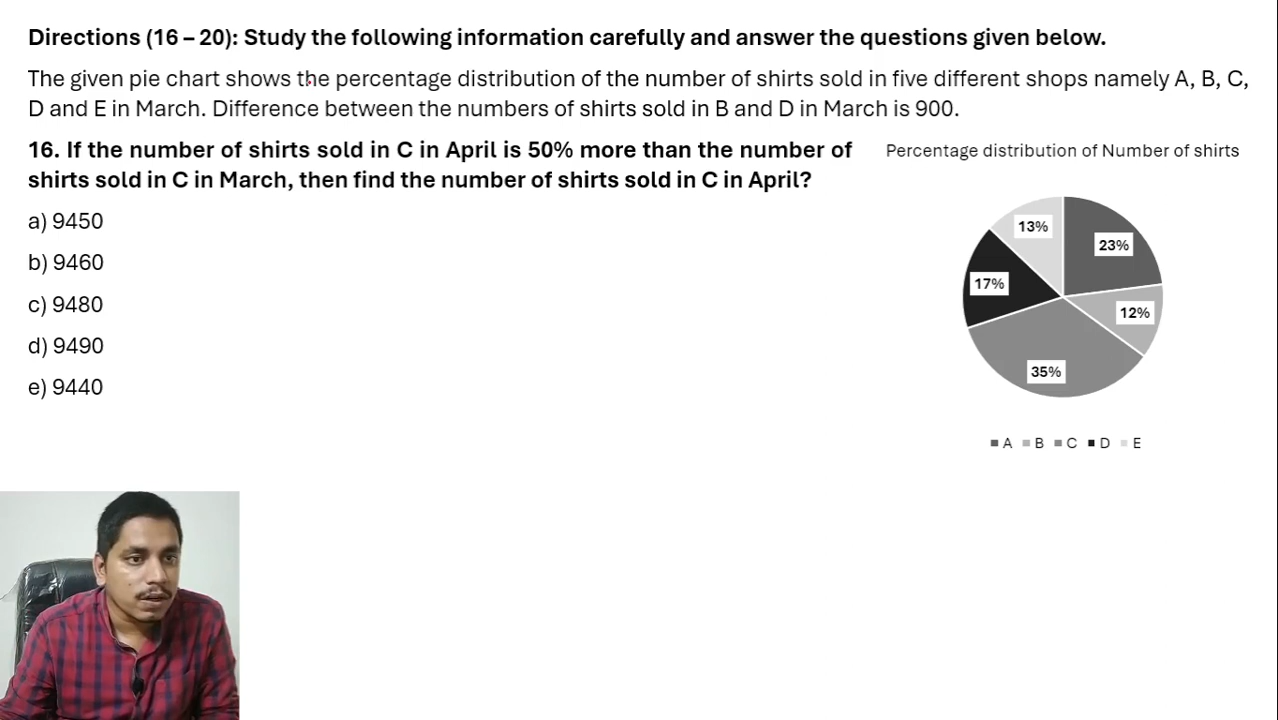 Directions (16 – 20): Study the following information carefully and answer the questions given below.
The given pie chart shows the percentage distribution of the number of shirts sold in five different shops namely A, B, C,
D and E in March. Difference between the numbers of shirts sold in B and D in March is 900.
16. If the number of shirts sold in C in April is 50% more than the number of
shirts sold in C in March, then find the number of shirts sold in C in April?
a) 9450
b) 9460
c) 9480
d) 9490
e) 9440
Percentage distribution of Number of shirts
13%
23%
17%
12%
35%
A B C D E